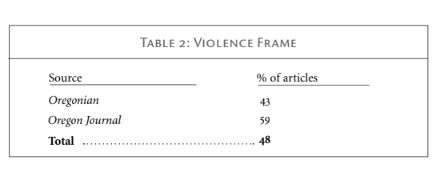 TABLE 2: VIOLENCE FRAME
Source % of articles
Oregonian 43
Oregon Journal 59
Total ................................................ 48